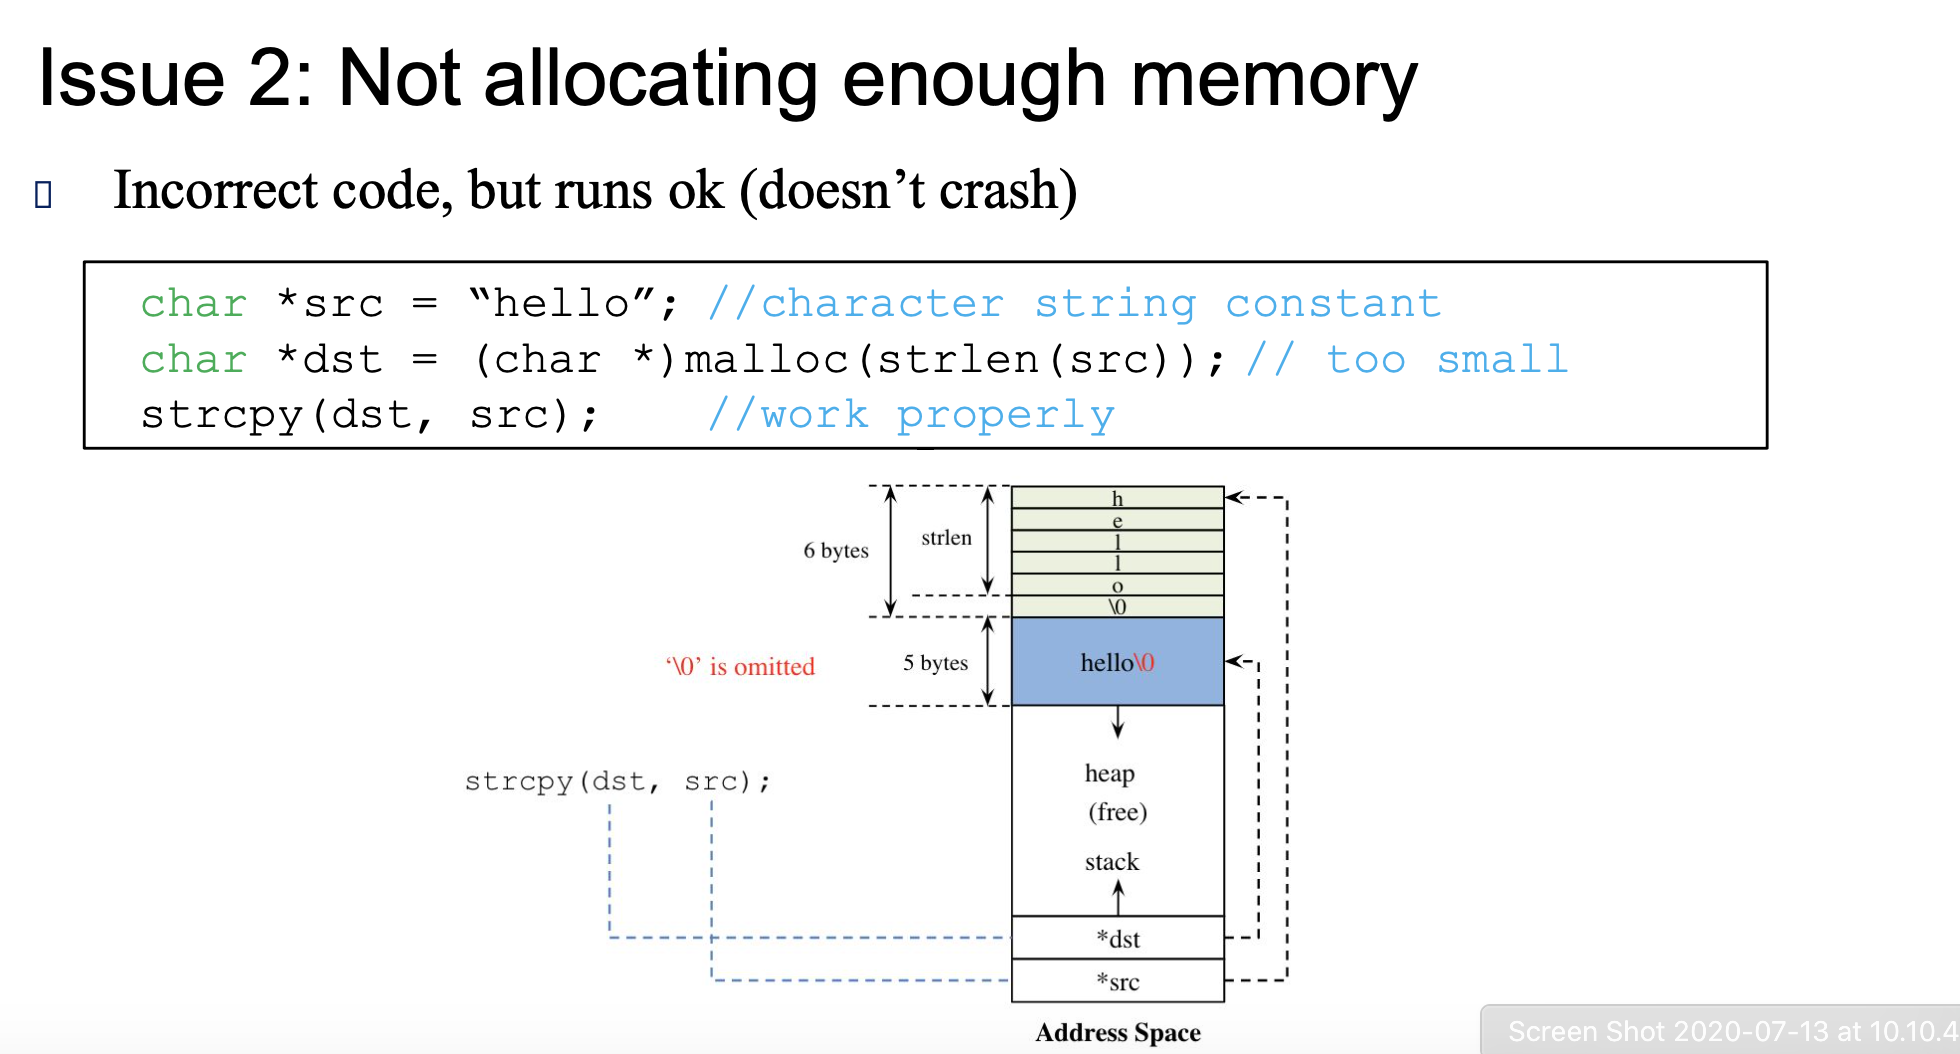 Issue 2: Not allocating enough memory
Incorrect code, but runs ok (doesn’t crash)
char *src = “hello”; //character string constant
char *dst = (char *)malloc(strlen(src)); // too small
strcpy(dst, src); //work properly
h
e
l
l
o
\0
strlen
6 bytes
‘\0’ is omitted
5 bytes
hello\0
heap
(free)
strcpy(dst, src);
stack
*dst
*src
Address Space
Screen Shot 2020-07-13 at 10.10.4